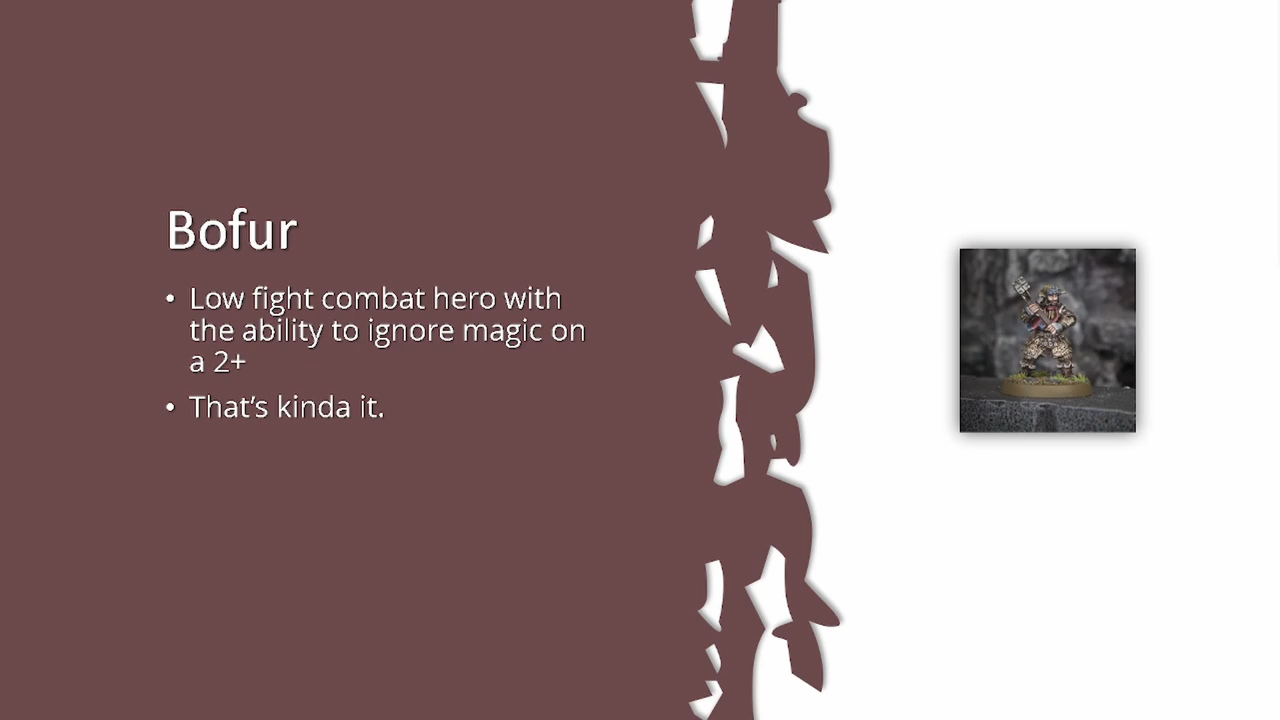 Bofur
• Low fight combat hero with
the ability to ignore magic on
a 2+
• That’s kinda it.